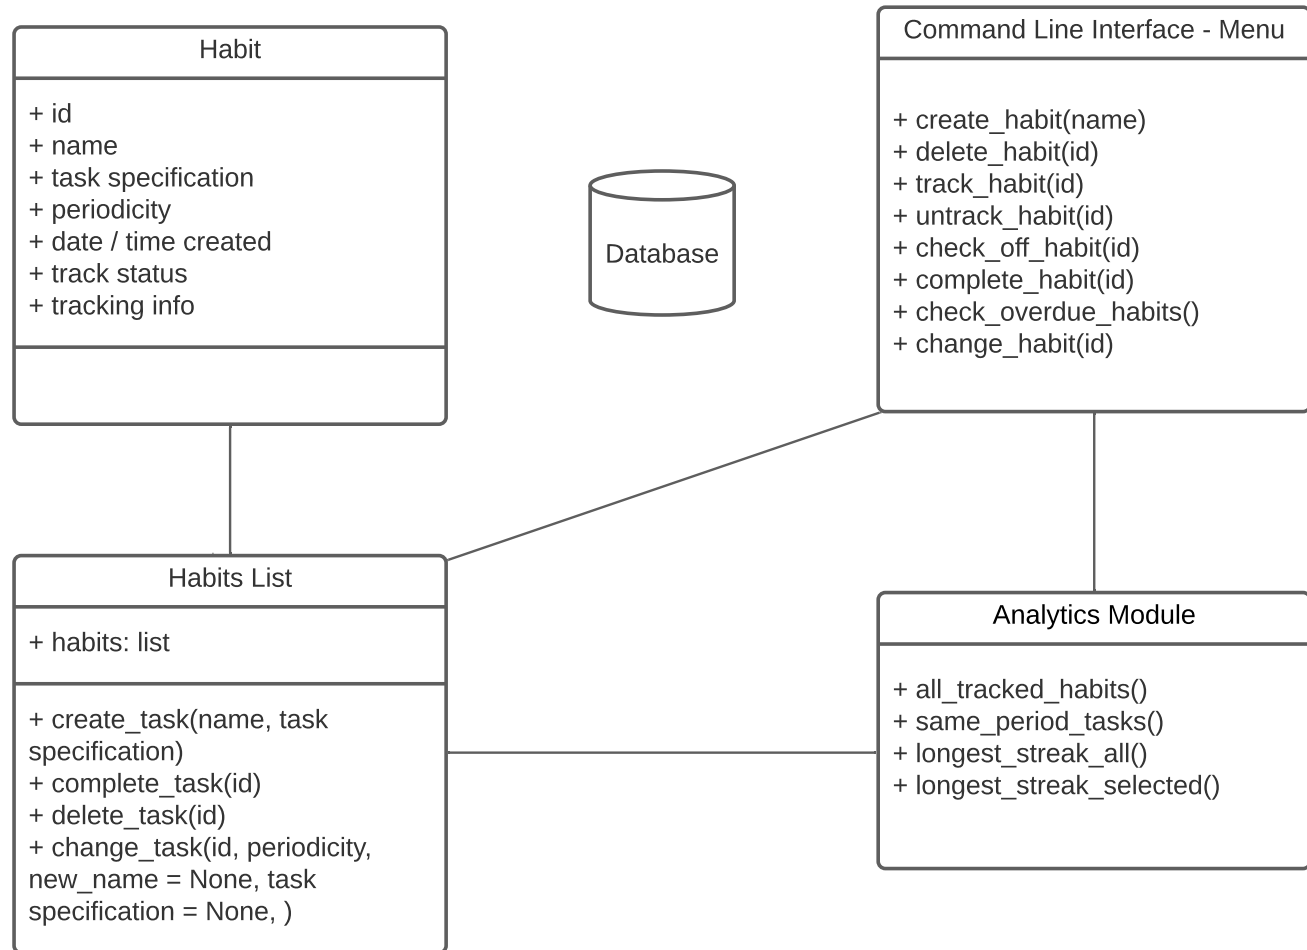 Habit
+ id
+ name
+ task specification
+ periodicity
+ date / time created
+ track status
+ tracking info
Database
Command Line Interface - Menu
+ create_habit(name)
+ delete_habit(id)
+ track_habit(id)
+ untrack_habit(id)
+ check_off_habit(id)
+ complete_habit(id)
+ check_overdue_habits()
+ change_habit(id)
Habits List
+ habits: list
+ create_task(name, task
specification)
+ complete_task(id)
+ delete_task(id)
+ change_task(id, periodicity,
new_name = None, task
specification = None, )
Analytics Module
+ all_tracked_habits()
+ same_period_tasks()
+ longest_streak_all()
+ longest_streak_selected()